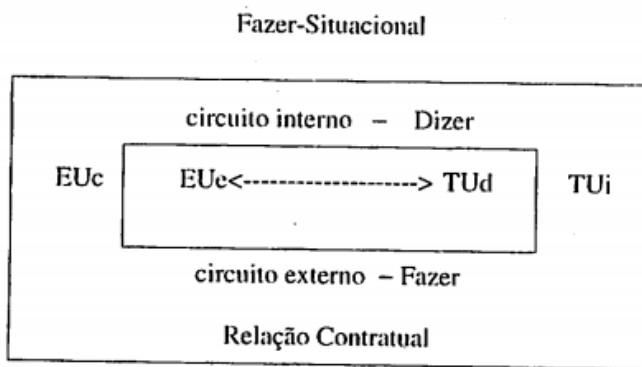 Fazer-Situacional
circuito interno – Dizer
EUc EUe<-------------------> TUd TUi
circuito externo – Fazer
Relação Contratual